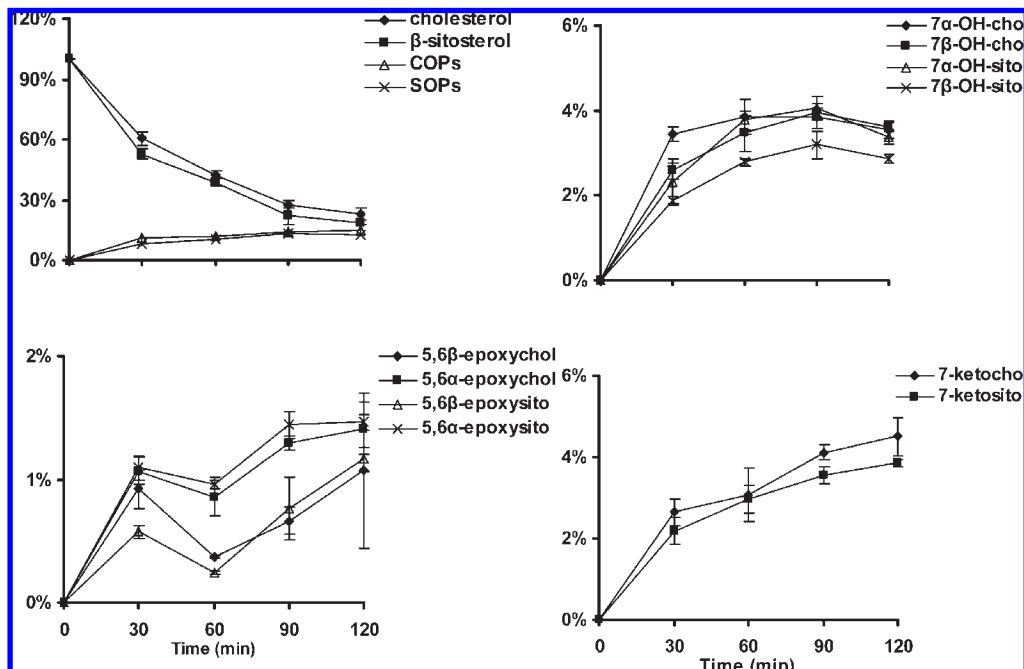 120%
90%
60%
30%
0%
cholesterol
β-sitosterol
COPs
SOPs
6%
4%
2%
0%
7α-OH-cho
7β-OH-cho
7α-OH-sito
7β-OH-sito
2%
1%
0%
0 30 60 90 120
Time (min)
5,6β-epoxychol
5,6α-epoxychol
5,6β-epoxysito
5,6α-epoxysito
6%
4%
2%
0%
0 30 60 90 120
Time (min)
7-ketocho
7-ketosito